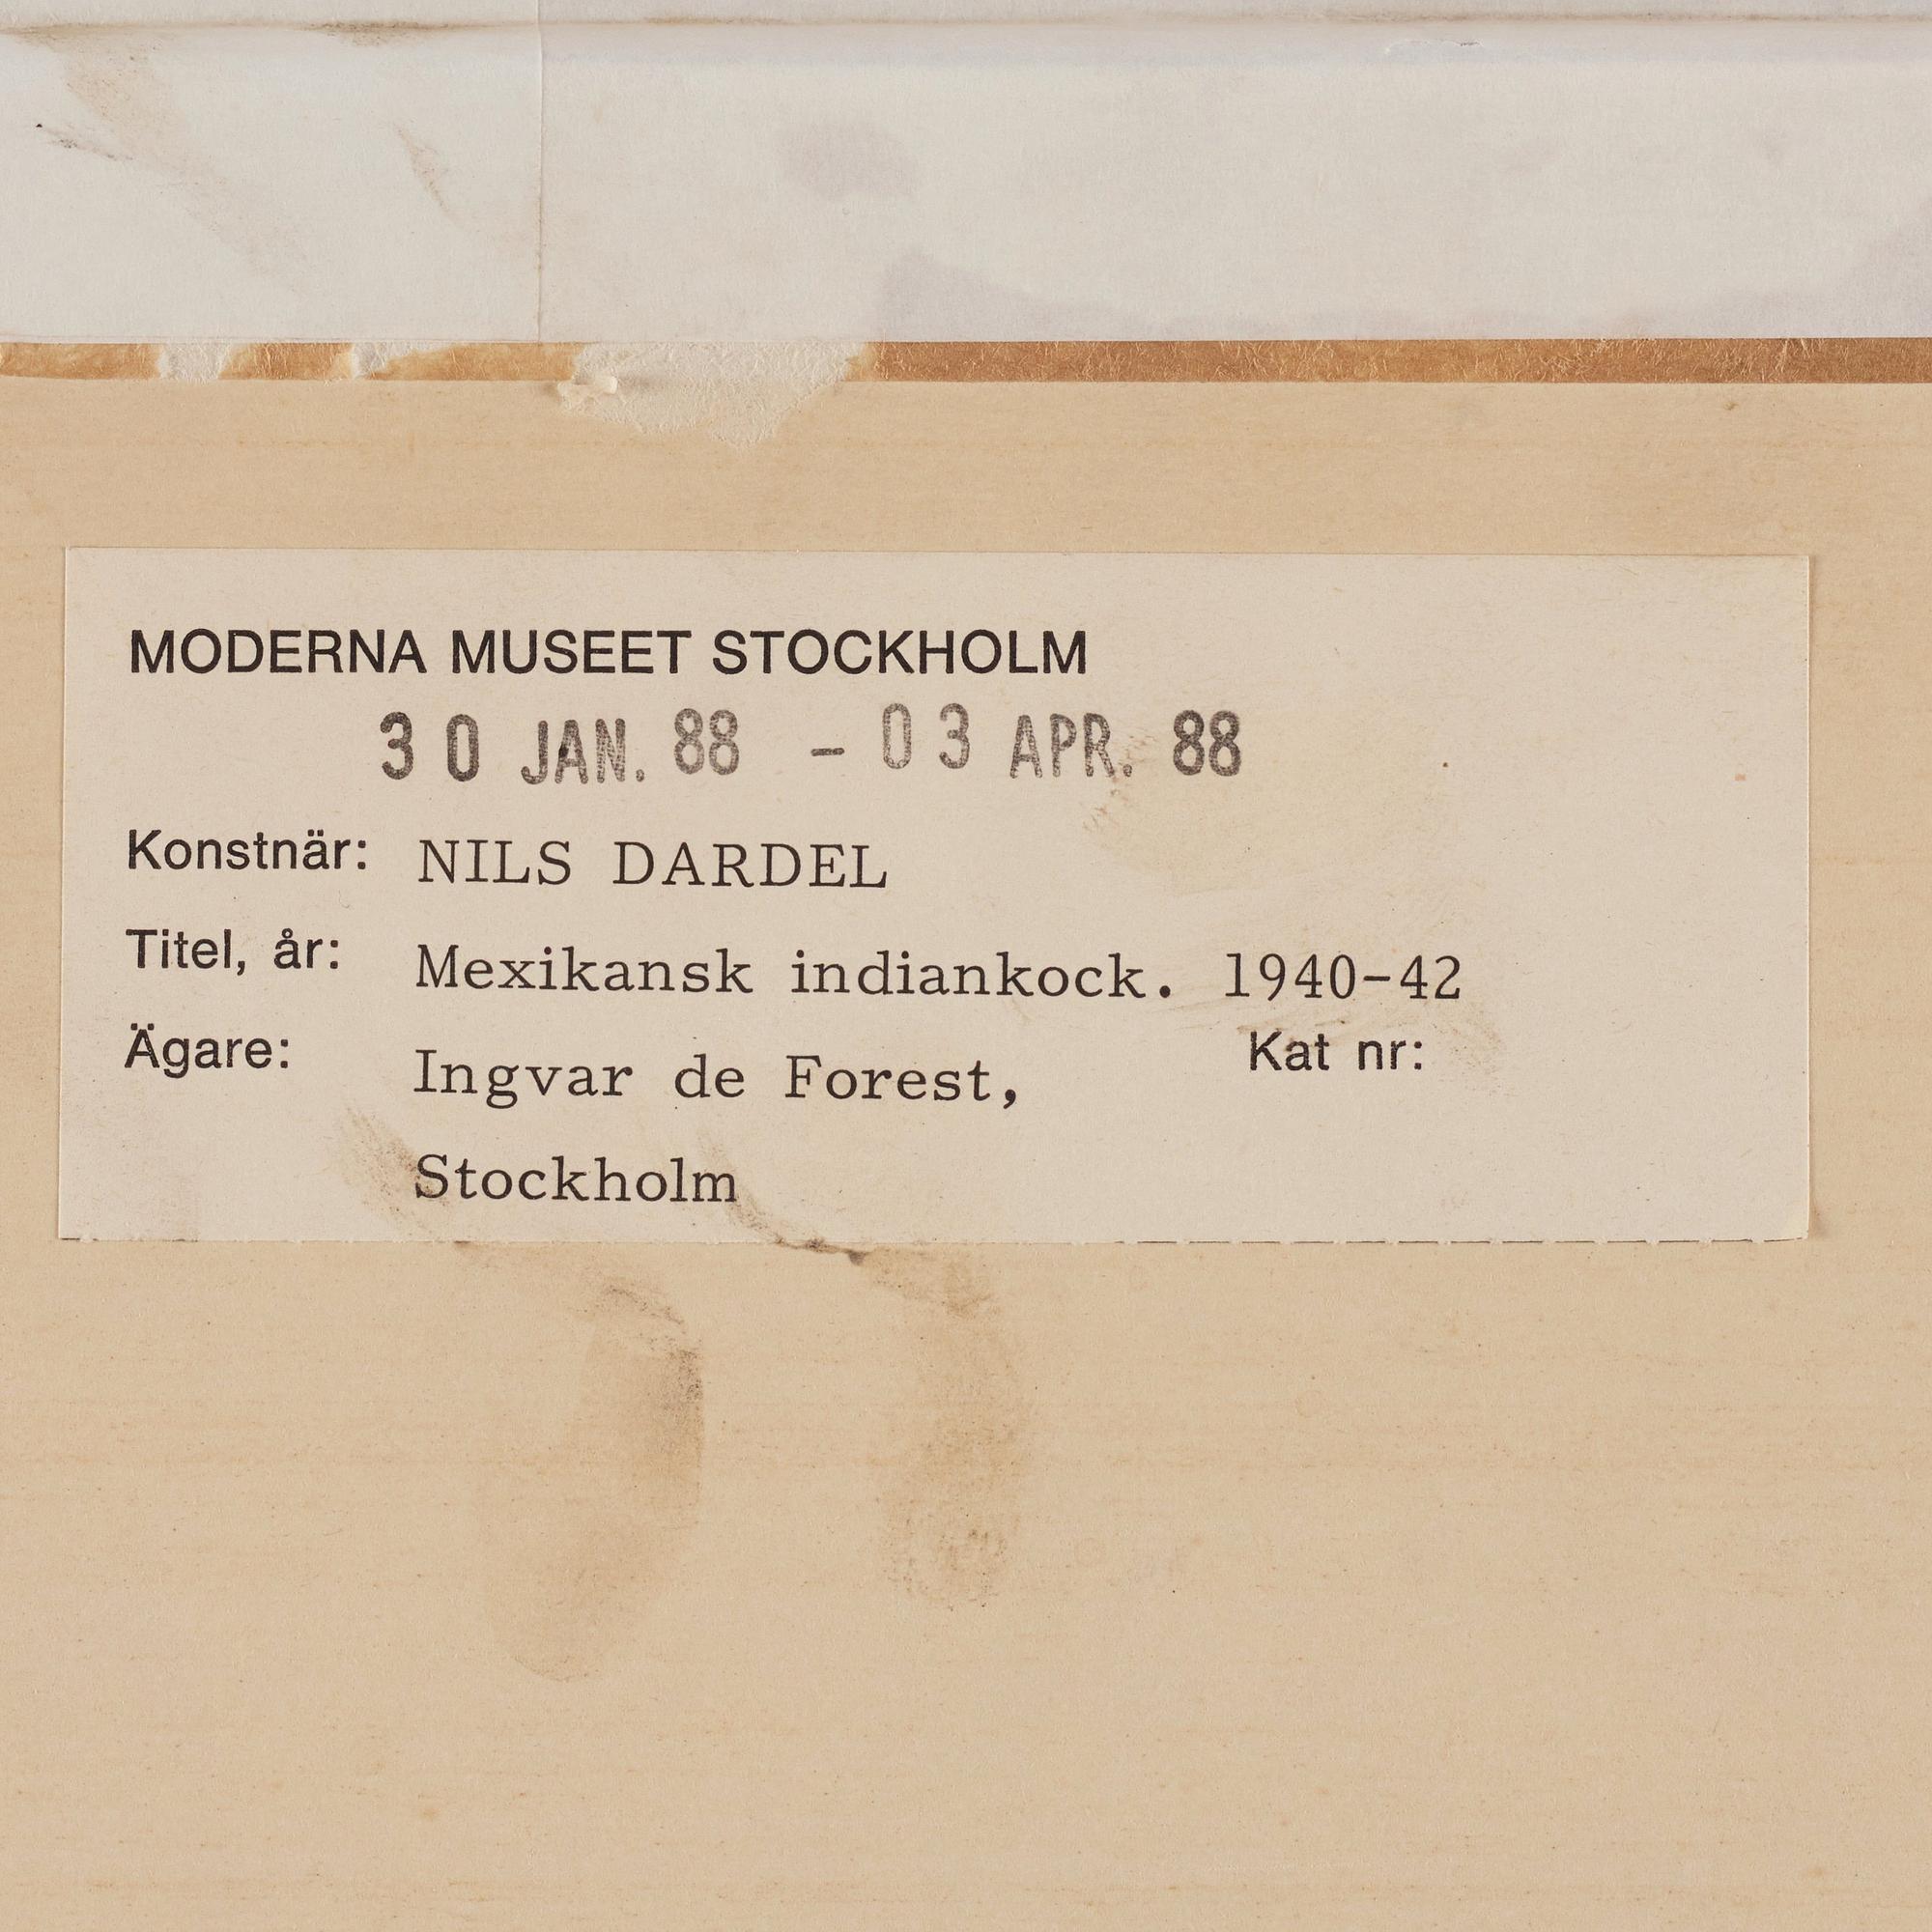 MODERNA MUSEET STOCKHOLM
30 JAN. 88 - 03 APR. 88
Konstnär: NILS DARDEL
Titel, år: Mexikansk indiankock. 1940-42
Ägare: Ingvar de Forest, Kat nr:
Stockholm